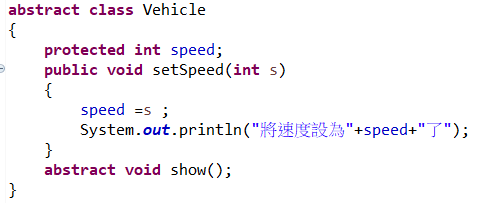 abstract class Vehicle
{
    protected int speed;
    public void setSpeed(int s)
    {
        speed =s ;
        System.out.println("將速度設為"+speed+"了");
    }
    abstract void show();
}